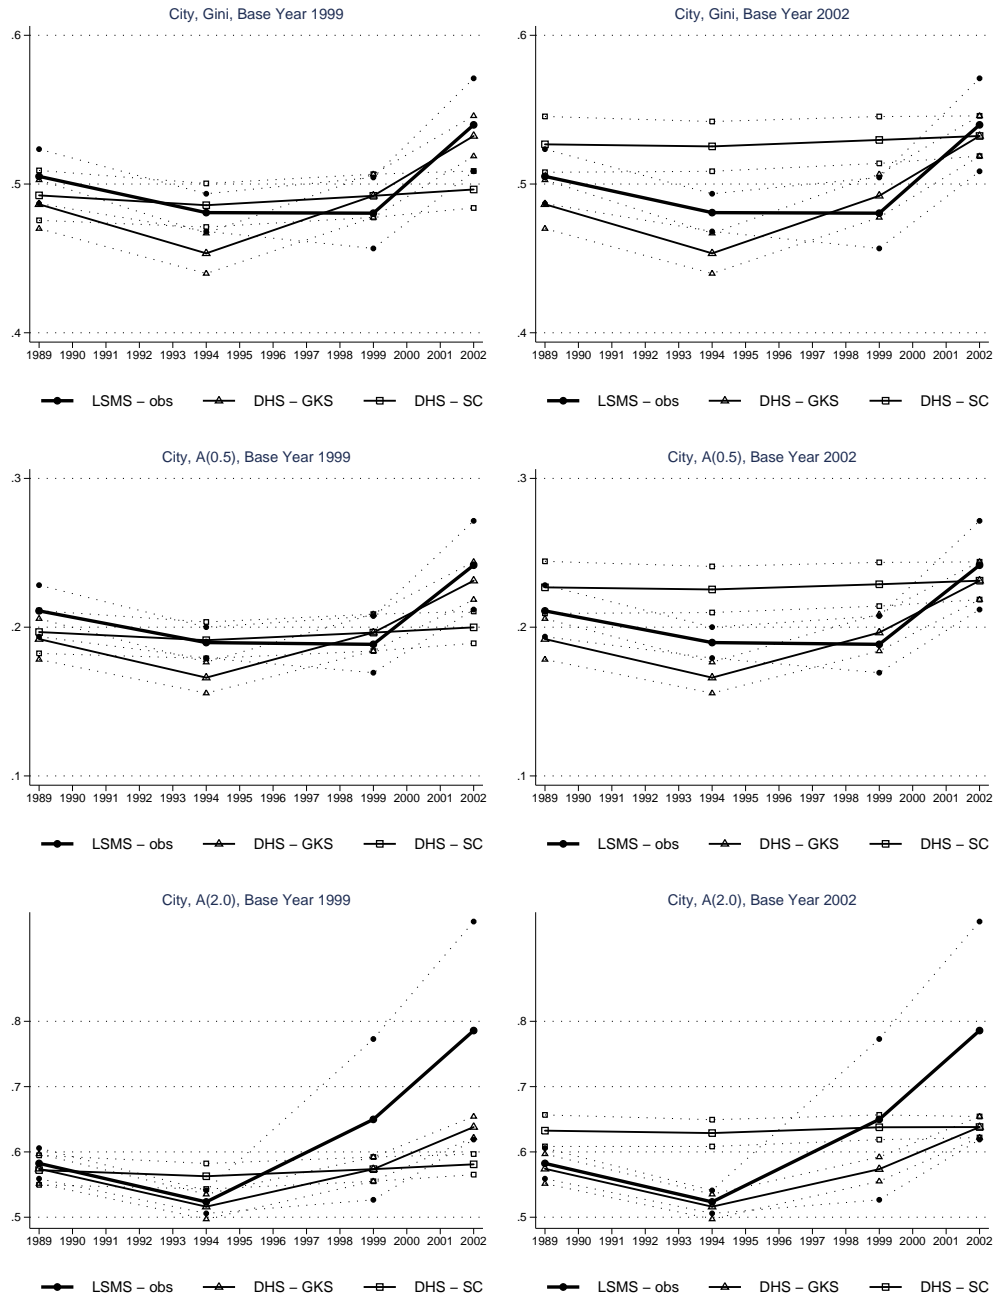 City, Gini, Base Year 1999
.6
.5
.4
1989 1990 1991 1992 1993 1994 1995 1996 1997 1998 1999 2000 2001 2002
LSMS – obs DHS – GKS DHS – SC
City, Gini, Base Year 2002
.6
.5
.4
1989 1990 1991 1992 1993 1994 1995 1996 1997 1998 1999 2000 2001 2002
LSMS – obs DHS – GKS DHS – SC
City, A(0.5), Base Year 1999
.3
.2
.1
1989 1990 1991 1992 1993 1994 1995 1996 1997 1998 1999 2000 2001 2002
LSMS – obs DHS – GKS DHS – SC
City, A(0.5), Base Year 2002
.3
.2
.1
1989 1990 1991 1992 1993 1994 1995 1996 1997 1998 1999 2000 2001 2002
LSMS – obs DHS – GKS DHS – SC
City, A(2.0), Base Year 1999
.8
.7
.6
.5
1989 1990 1991 1992 1993 1994 1995 1996 1997 1998 1999 2000 2001 2002
LSMS – obs DHS – GKS DHS – SC
City, A(2.0), Base Year 2002
.8
.7
.6
.5
1989 1990 1991 1992 1993 1994 1995 1996 1997 1998 1999 2000 2001 2002
LSMS – obs DHS – GKS DHS – SC